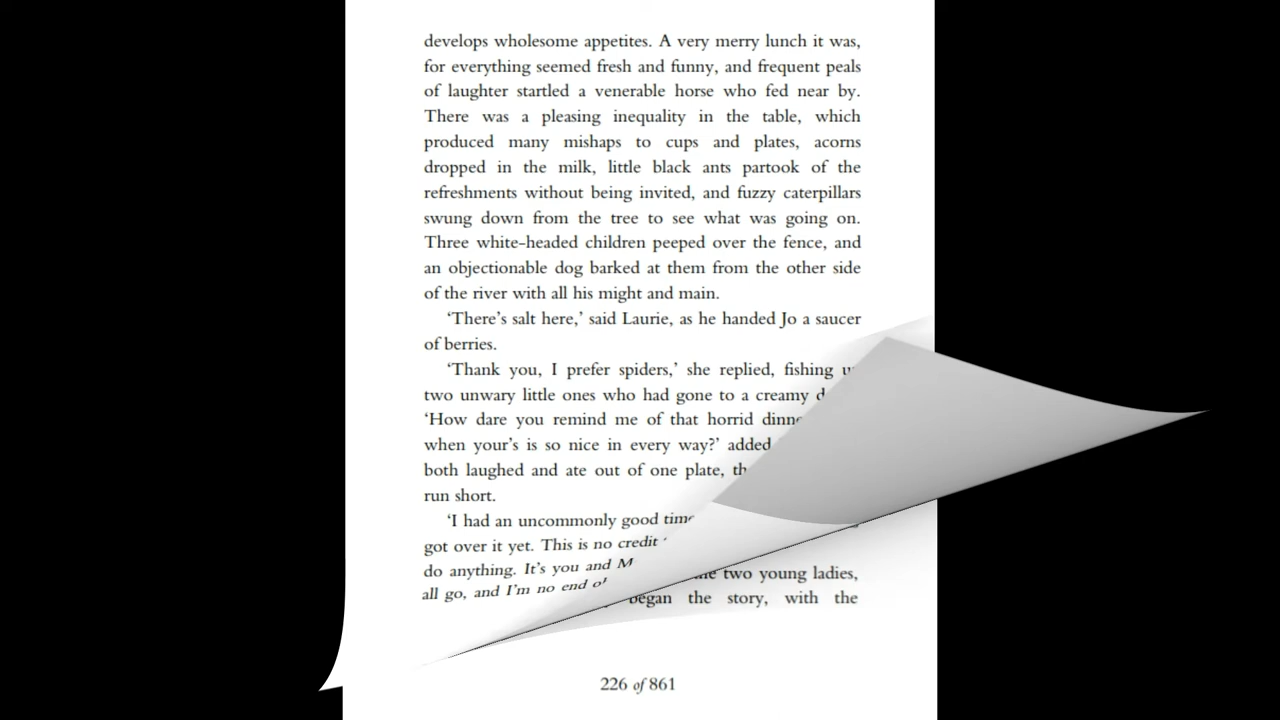 develops wholesome appetites. A very merry lunch it was,
for everything seemed fresh and funny, and frequent peals
of laughter startled a venerable horse who fed near by.
There was a pleasing inequality in the table, which
produced many mishaps to cups and plates, acorns
dropped in the milk, little black ants partook of the
refreshments without being invited, and fuzzy caterpillars
swung down from the tree to see what was going on.
Three white-headed children peeped over the fence, and
an objectionable dog barked at them from the other side
of the river with all his might and main.
‘There’s salt here,’ said Laurie, as he handed Jo a saucer
of berries.
‘Thank you, I prefer spiders,’ she replied, fishing
two unwary little ones who had gone to a creamy
‘How dare you remind me of that horrid
when your’s is so nice in every way?’ added
both laughed and ate out of one plate,
run short.
‘I had an uncommonly good
got over it yet. This is no credit
do anything. It’s you and
all go, and I’m no end
two young ladies,
began the story, with the
226 of 861